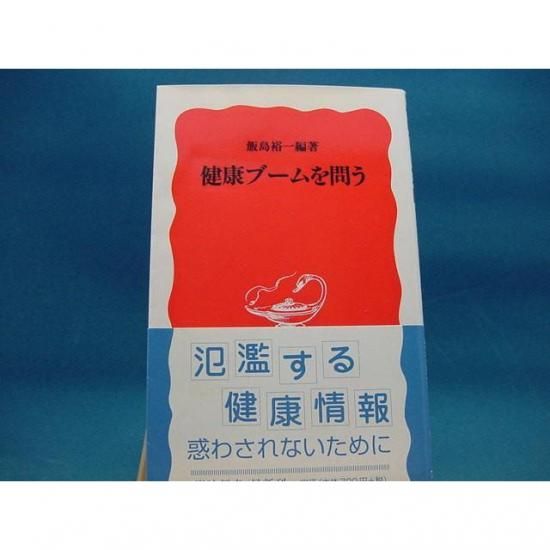 飯島裕一編著
健康ブームを問う
氾濫する
健康情報
惑わされないために